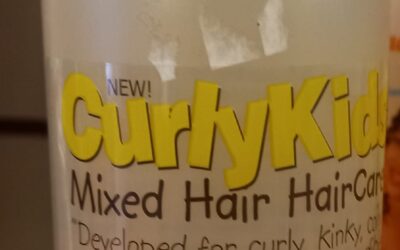 NEW!
CurlyKids
Mixed Hair HairCare
"Developed for curly, kinky,